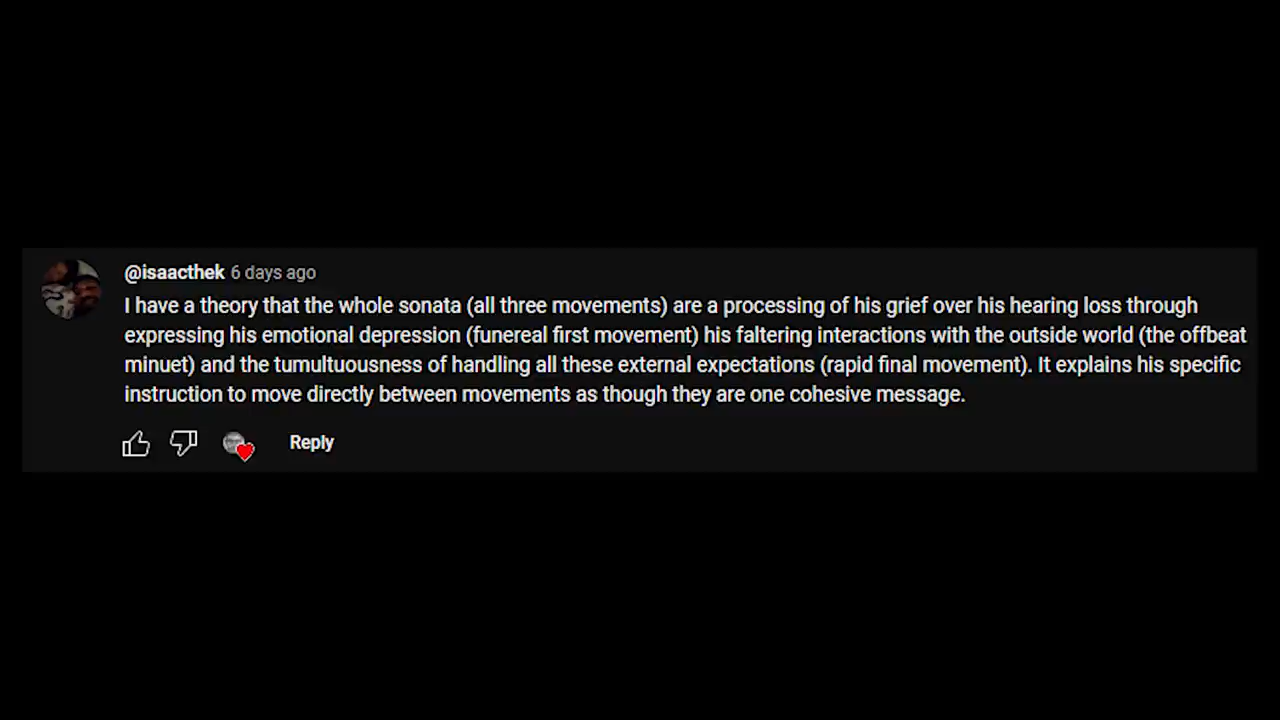 @isaacthek 6 days ago
I have a theory that the whole sonata (all three movements) are a processing of his grief over his hearing loss through
expressing his emotional depression (funereal first movement) his faltering interactions with the outside world (the offbeat
minuet) and the tumultuousness of handling all these external expectations (rapid final movement). It explains his specific
instruction to move directly between movements as though they are one cohesive message.
Reply